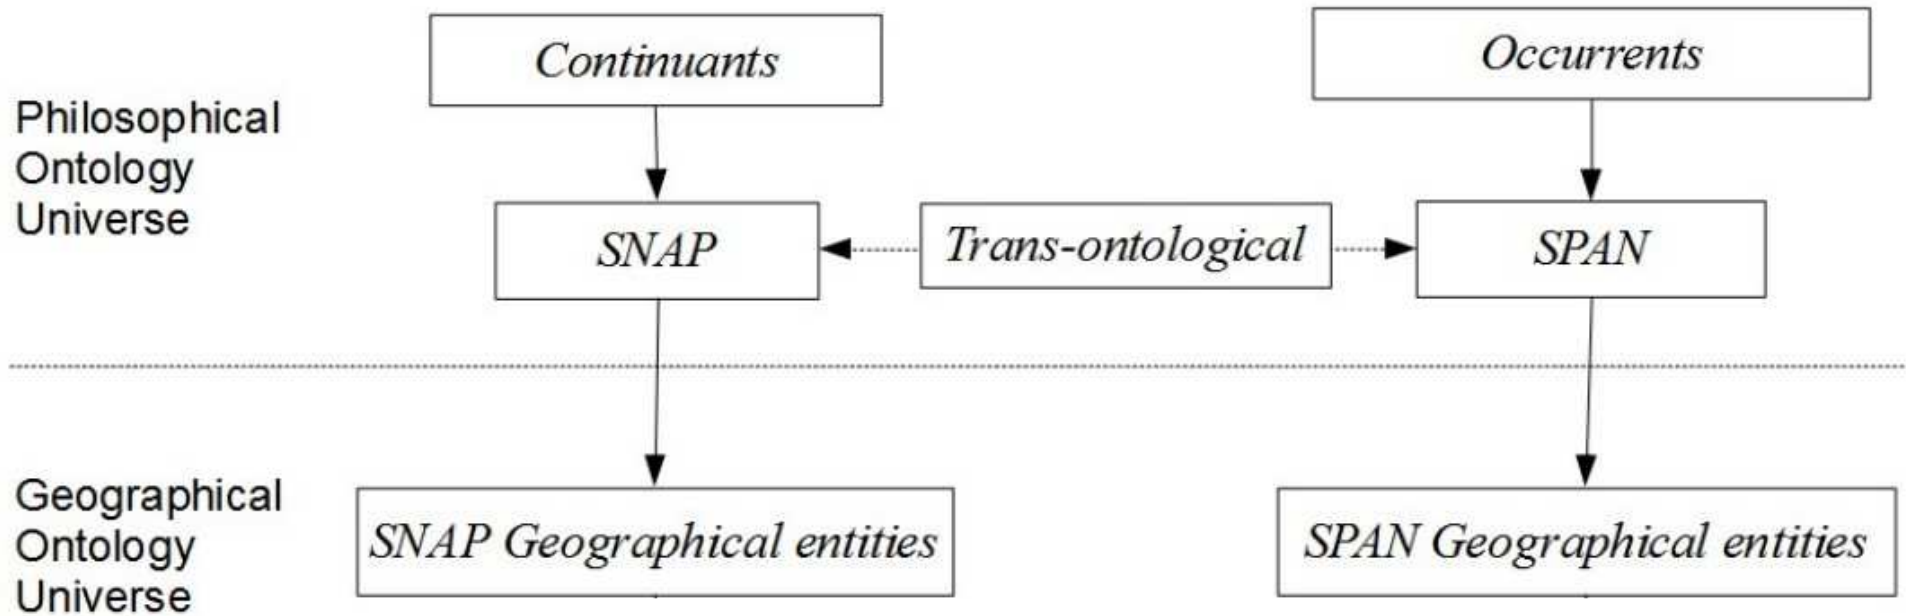 Continuants
Occurrents
Philosophical
Ontology
Universe
SNAP
Trans-ontological
SPAN
Geographical
Ontology
Universe
SNAP Geographical entities
SPAN Geographical entities